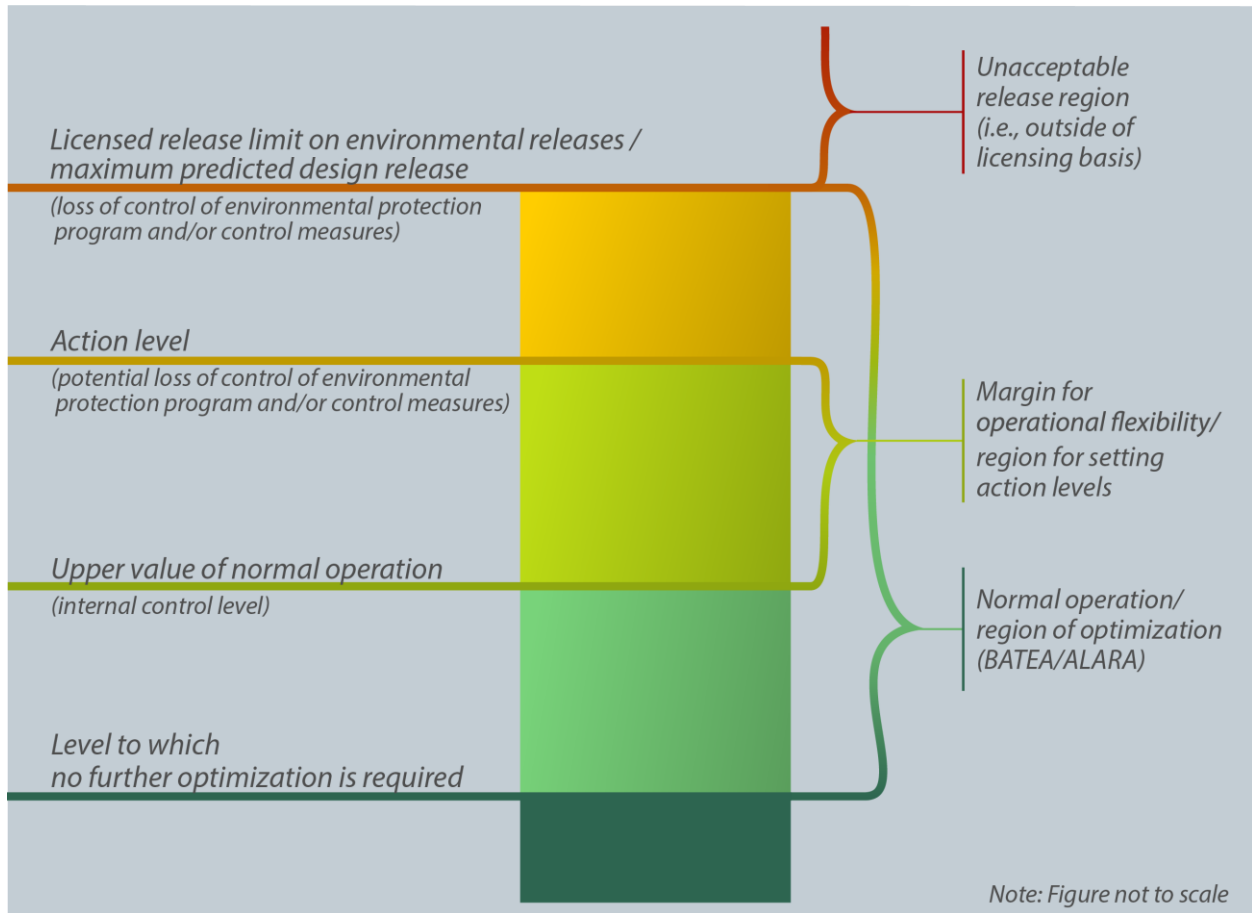 Unacceptable
release region
(i.e., outside of
licensing basis)
Licensed release limit on environmental releases /
maximum predicted design release
(loss of control of environmental protection
program and/or control measures)
Action level
(potential loss of control of environmental
protection program and/or control measures)
Margin for
operational flexibility/
region for setting
action levels
Upper value of normal operation
(internal control level)
Normal operation/
region of optimization
(BATEA/ALARA)
Level to which
no further optimization is required
Note: Figure not to scale